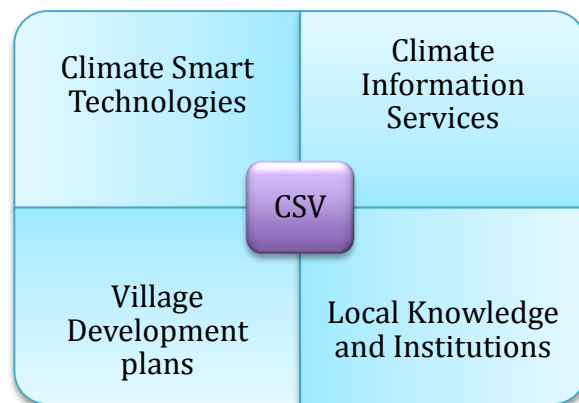 Climate Smart
Technologies
Climate
Information
Services
CSV
Village
Development
plans
Local Knowledge
and Institutions